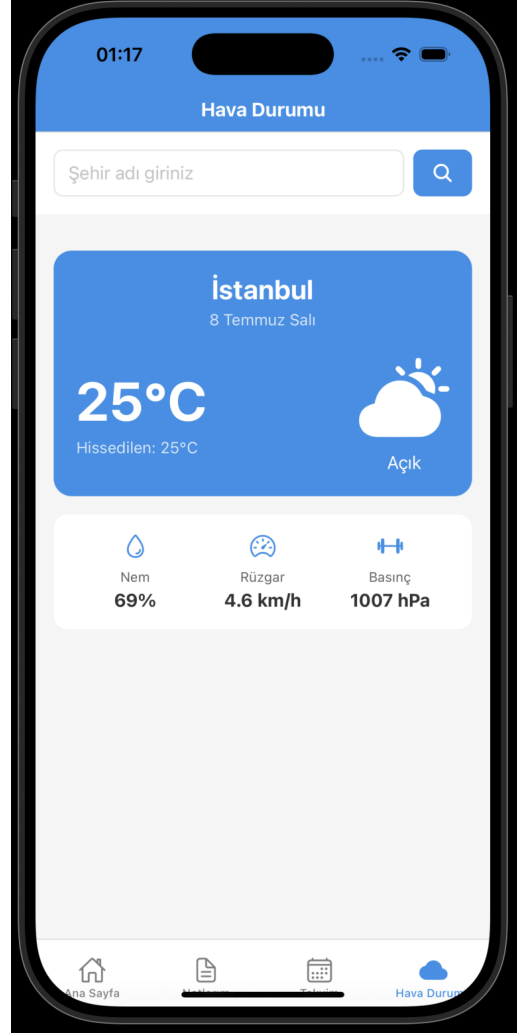 01:17
Hava Durumu
Şehir adı giriniz
İstanbul
8 Temmuz Salı
25°C
Hissedilen: 25°C
Açık
Nem
Rüzgar
Basınç
69%
4.6 km/h
1007 hPa
Ana Sayfa
Hava Durum